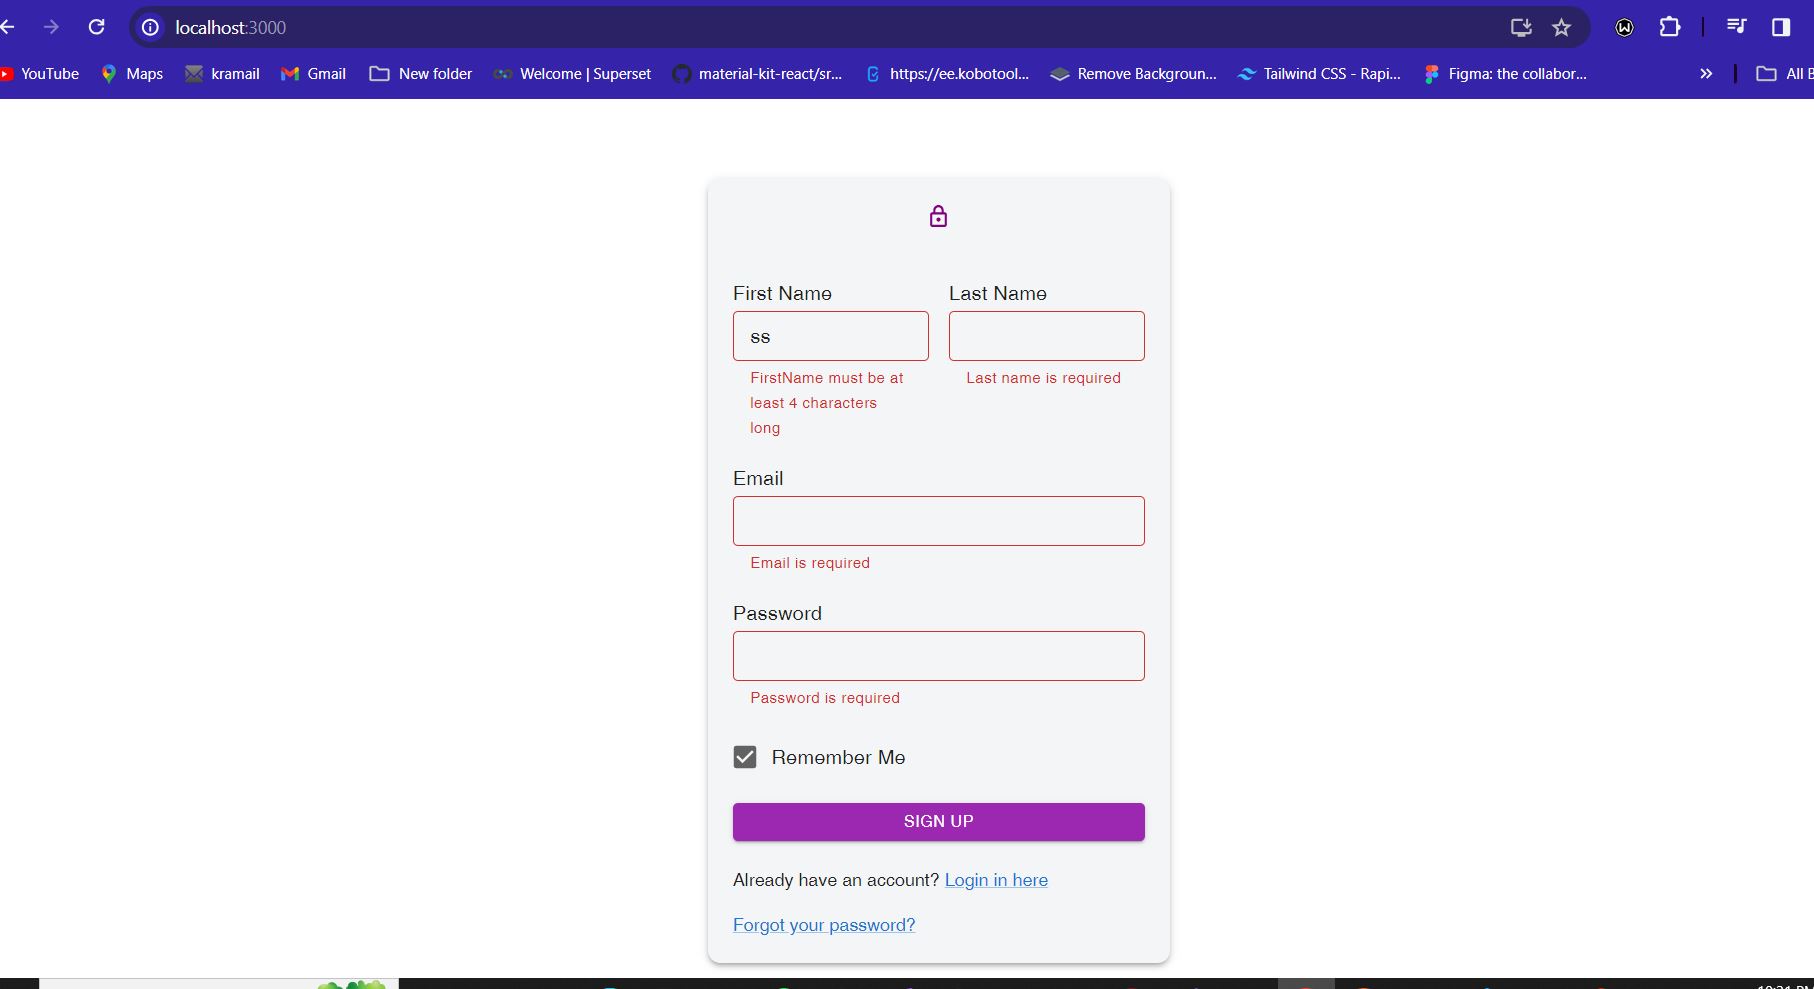 localhost:3000
YouTube Maps kramail Gmail New folder Welcome | Superset material-kit-react/sr... https://ee.kobotool... Remove Backgroun... Tailwind CSS - Rapi... Figma: the collabor... » All B
First Name Last Name
ss
FirstName must be at least 4 characters long
Last name is required
Email
Email is required
Password
Password is required
Remember Me
SIGN UP
Already have an account? Login in here
Forgot your password?